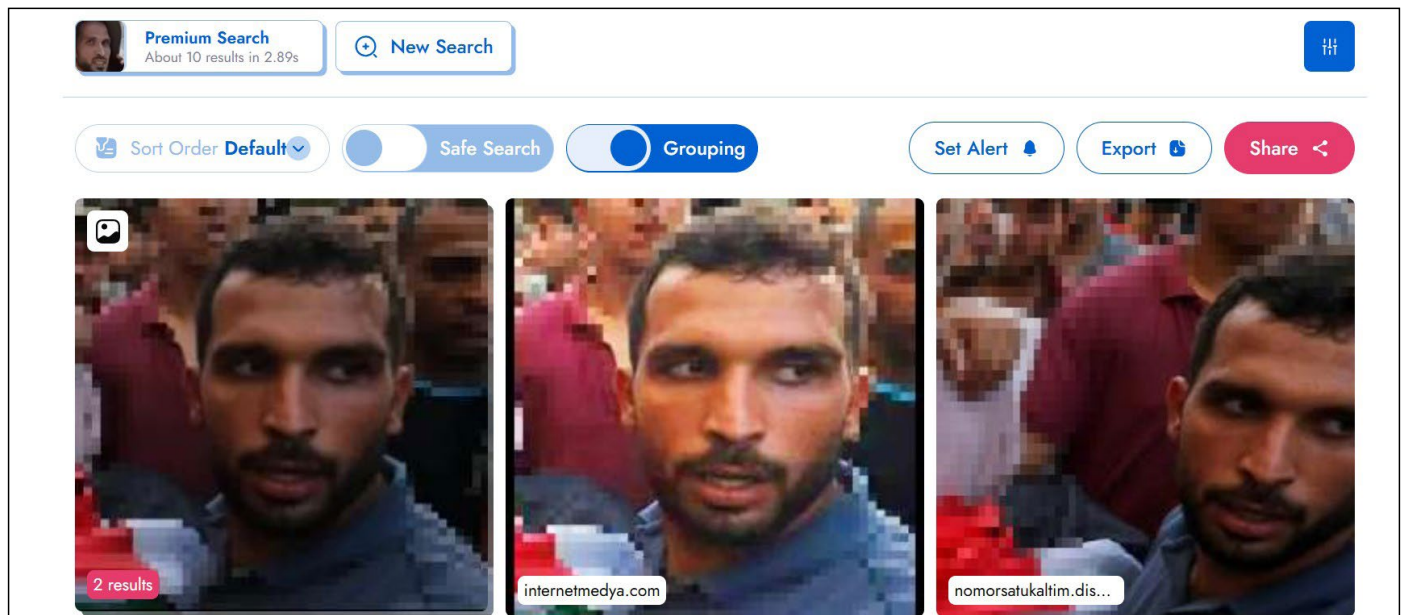 Premium Search
About 10 results in 2.89s
New Search
Sort Order Default
Safe Search
Grouping
Set Alert
Export
Share
2 results
internetmedya.com
nomorsatukaltim.dis...